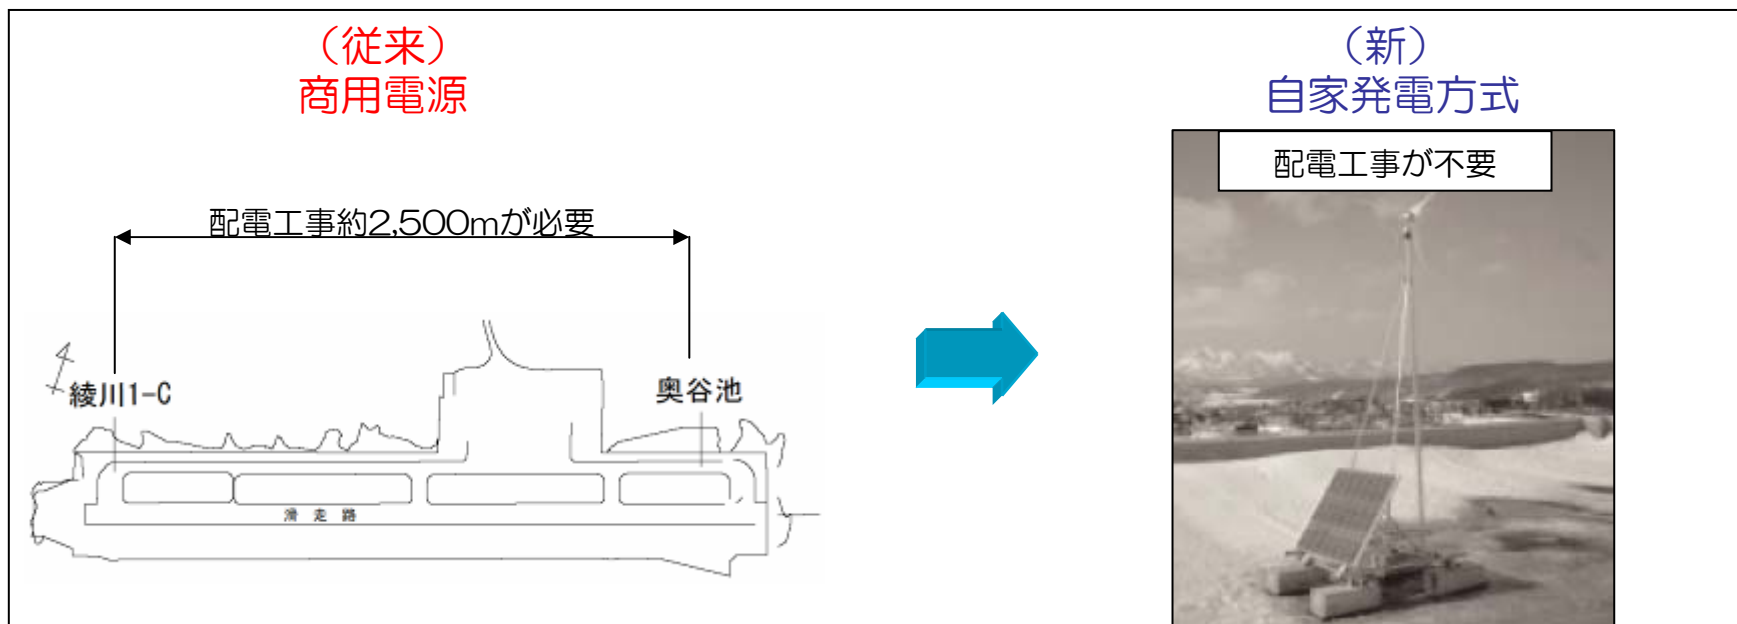 （従来）
商用電源
配電工事約2,500mが必要
綾川1-C
奥谷池
滑走路
（新）
自家発電方式
配電工事が不要